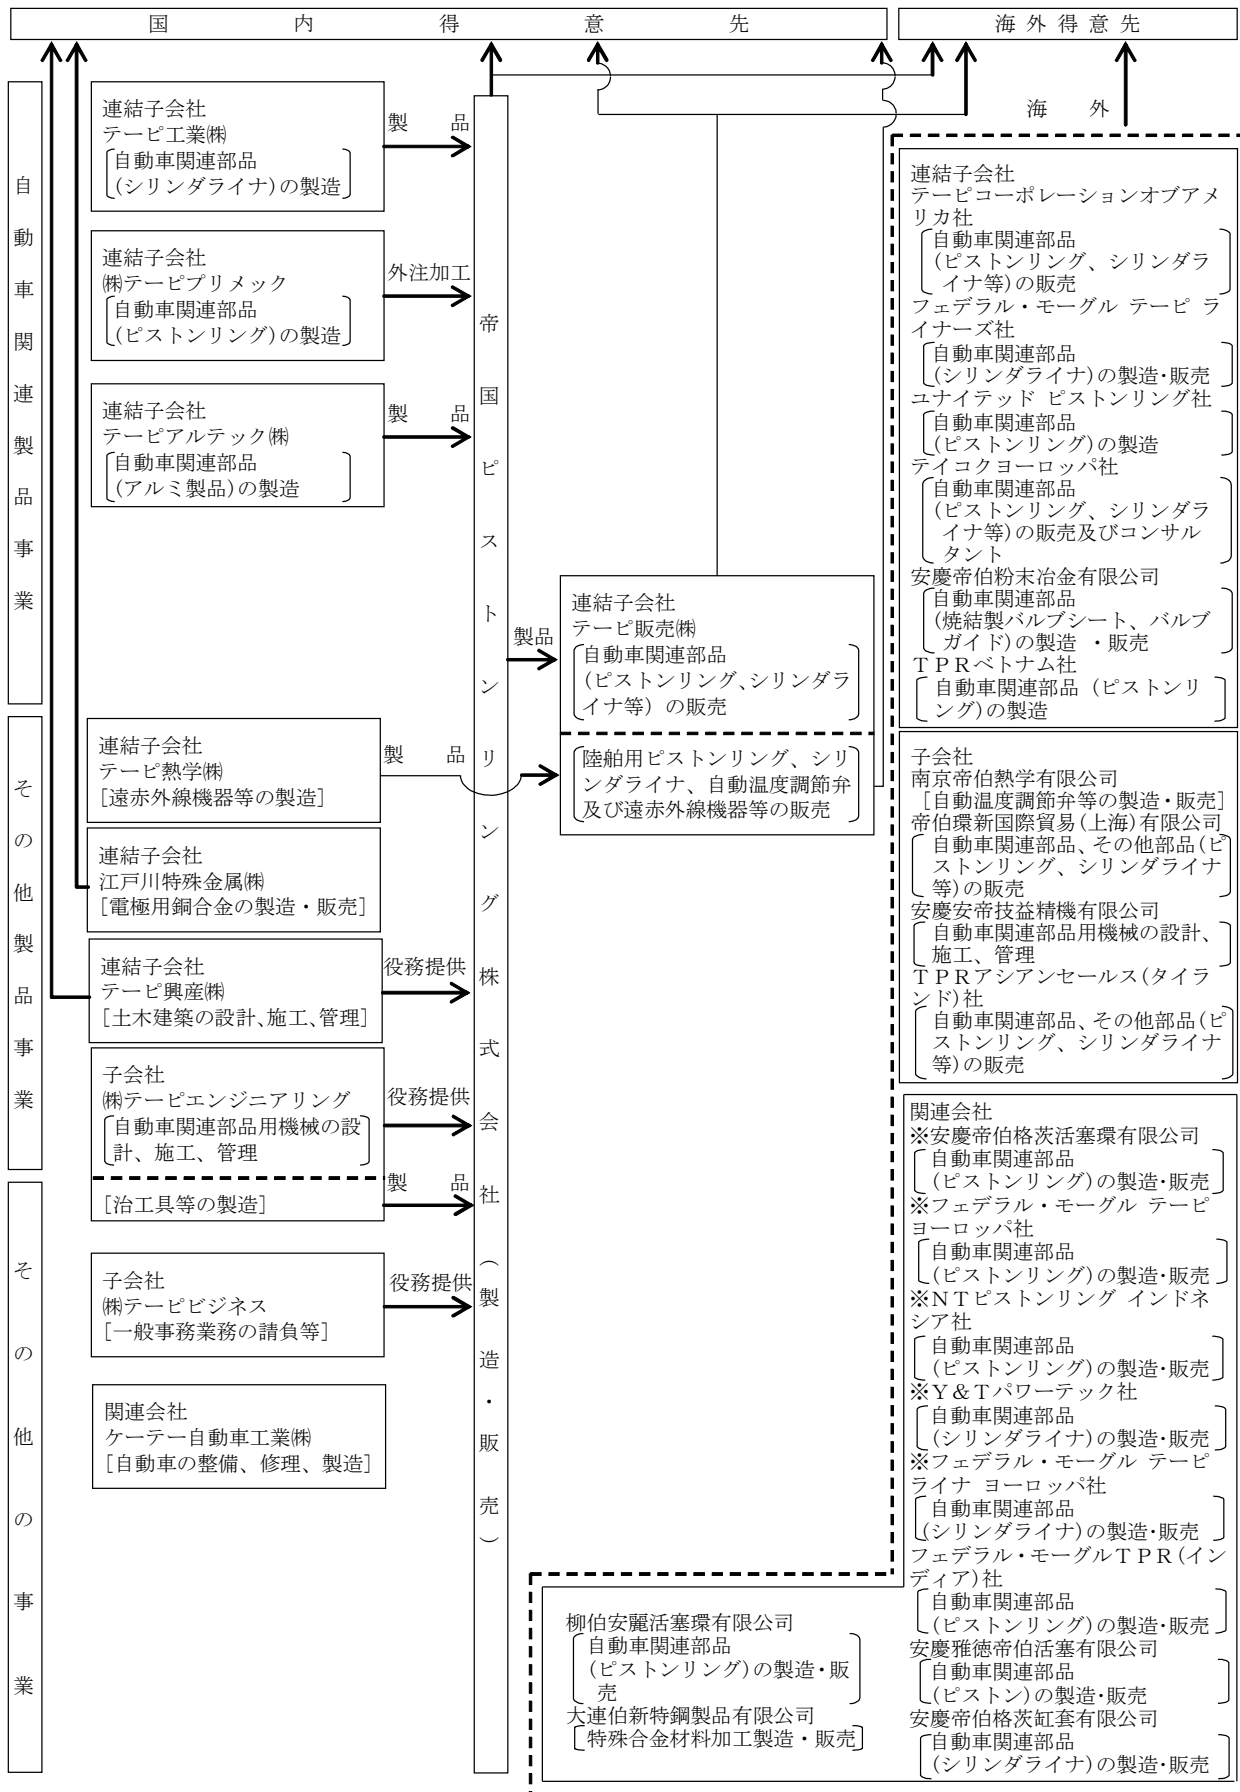 国内得意先
海外得意先
海外
自動車関連製品事業
連結子会社
テーピ工業㈱
自動車関連部品
(シリンダライナ)の製造
製品
連結子会社
㈱テーピプリメック
自動車関連部品
(ピストンリング)の製造
外注加工
連結子会社
テーピアルテック㈱
自動車関連部品
(アルミ製品)の製造
製品
帝国ピストンリング株式会社(製造・販売)
製品
連結子会社
テーピ販売㈱
自動車関連部品
(ピストンリング、シリンダラ
イナ等) の販売
陸舶用ピストンリング、シリ
ンダライナ、自動温度調節弁
及び遠赤外線機器等の販売
その他製品事業
連結子会社
テーピ熱学㈱
[遠赤外線機器等の製造]
製品
連結子会社
江戸川特殊金属㈱
[電極用銅合金の製造・販売]
連結子会社
テーピ興産㈱
[土木建築の設計、施工、管理]
役務提供
子会社
㈱テーピエンジニアリング
自動車関連部品用機械の設
計、施工、管理
役務提供
[治工具等の製造]
製品
その他の事業
子会社
㈱テーピビジネス
[一般事務業務の請負等]
役務提供
関連会社
ケーテー自動車工業㈱
[自動車の整備、修理、製造]
連結子会社
テーピコーポレーションオブアメ
リカ社
自動車関連部品
(ピストンリング、シリンダラ
イナ等)の販売
フェデラル・モーグル テーピ ラ
イナーズ社
自動車関連部品
(シリンダライナ)の製造・販売
ユナイテッド ピストンリング社
自動車関連部品
(ピストンリング)の製造
テイコクヨーロッパ社
自動車関連部品
(ピストンリング、シリンダラ
イナ等)の販売及びコンサル
タント
安慶帝伯粉末冶金有限公司
自動車関連部品
(焼結製バルブシート、バルブ
ガイド)の製造 ・販売
TPRベトナム社
自動車関連部品 (ピストンリ
ング)の製造
子会社
南京帝伯熱学有限公司
[自動温度調節弁等の製造・販売]
帝伯環新国際貿易(上海)有限公司
自動車関連部品、その他部品(ピ
ストンリング、シリンダライナ
等)の販売
安慶安帝技益精機有限公司
自動車関連部品用機械の設計、
施工、管理
TPRアシアンセールス(タイラ
ンド)社
自動車関連部品、その他部品(ピ
ストンリング、シリンダライナ
等)の販売
関連会社
※安慶帝伯格茨活塞環有限公司
自動車関連部品
(ピストンリング)の製造・販売
※フェデラル・モーグル テーピ
ヨーロッパ社
自動車関連部品
(ピストンリング)の製造・販売
※NTピストンリング インドネ
シア社
自動車関連部品
(ピストンリング)の製造・販売
※Y&Tパワーテック社
自動車関連部品
(シリンダライナ)の製造・販売
※フェデラル・モーグル テーピ
ライナ ヨーロッパ社
自動車関連部品
(シリンダライナ)の製造・販売
フェデラル・モーグルTPR(イン
ディア)社
自動車関連部品
(ピストンリング)の製造・販売
安慶雅徳帝伯活塞有限公司
自動車関連部品
(ピストン)の製造・販売
安慶帝伯格茨缸套有限公司
自動車関連部品
(シリンダライナ)の製造・販売
柳伯安麗活塞環有限公司
自動車関連部品
(ピストンリング)の製造・販
売
大連伯新特鋼製品有限公司
[特殊合金材料加工製造・販売]